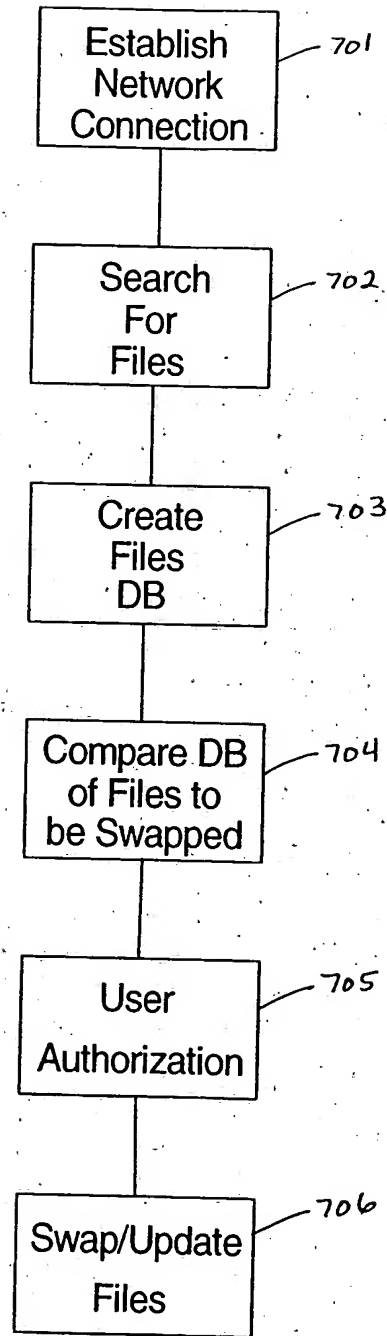 Establish
Network
Connection
701
Search
For
Files
702
Create
Files
DB
703
Compare DB
of Files to
be Swapped
704
User
Authorization
705
Swap/Update
Files
706